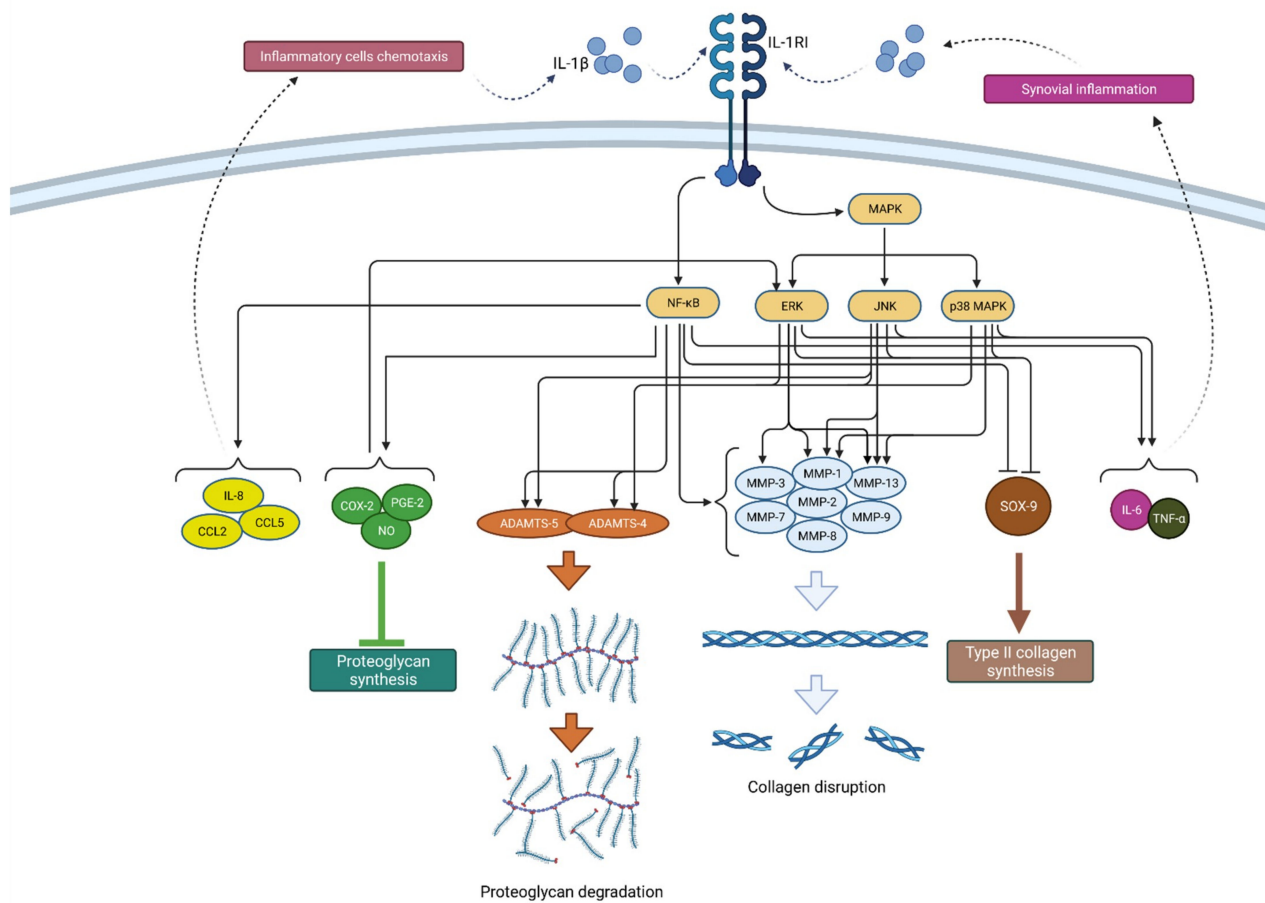 Inflammatory cells chemotaxis
IL-1β
IL-1RI
Synovial inflammation
MAPK
NF-κB
ERK
JNK
p38 MAPK
IL-8
CCL2
CCL5
COX-2
PGE-2
NO
ADAMTS-5
ADAMTS-4
MMP-3
MMP-1
MMP-13
MMP-2
MMP-7
MMP-9
MMP-8
SOX-9
IL-6
TNF-α
Proteoglycan
synthesis
Type II collagen
synthesis
Collagen disruption
Proteoglycan degradation